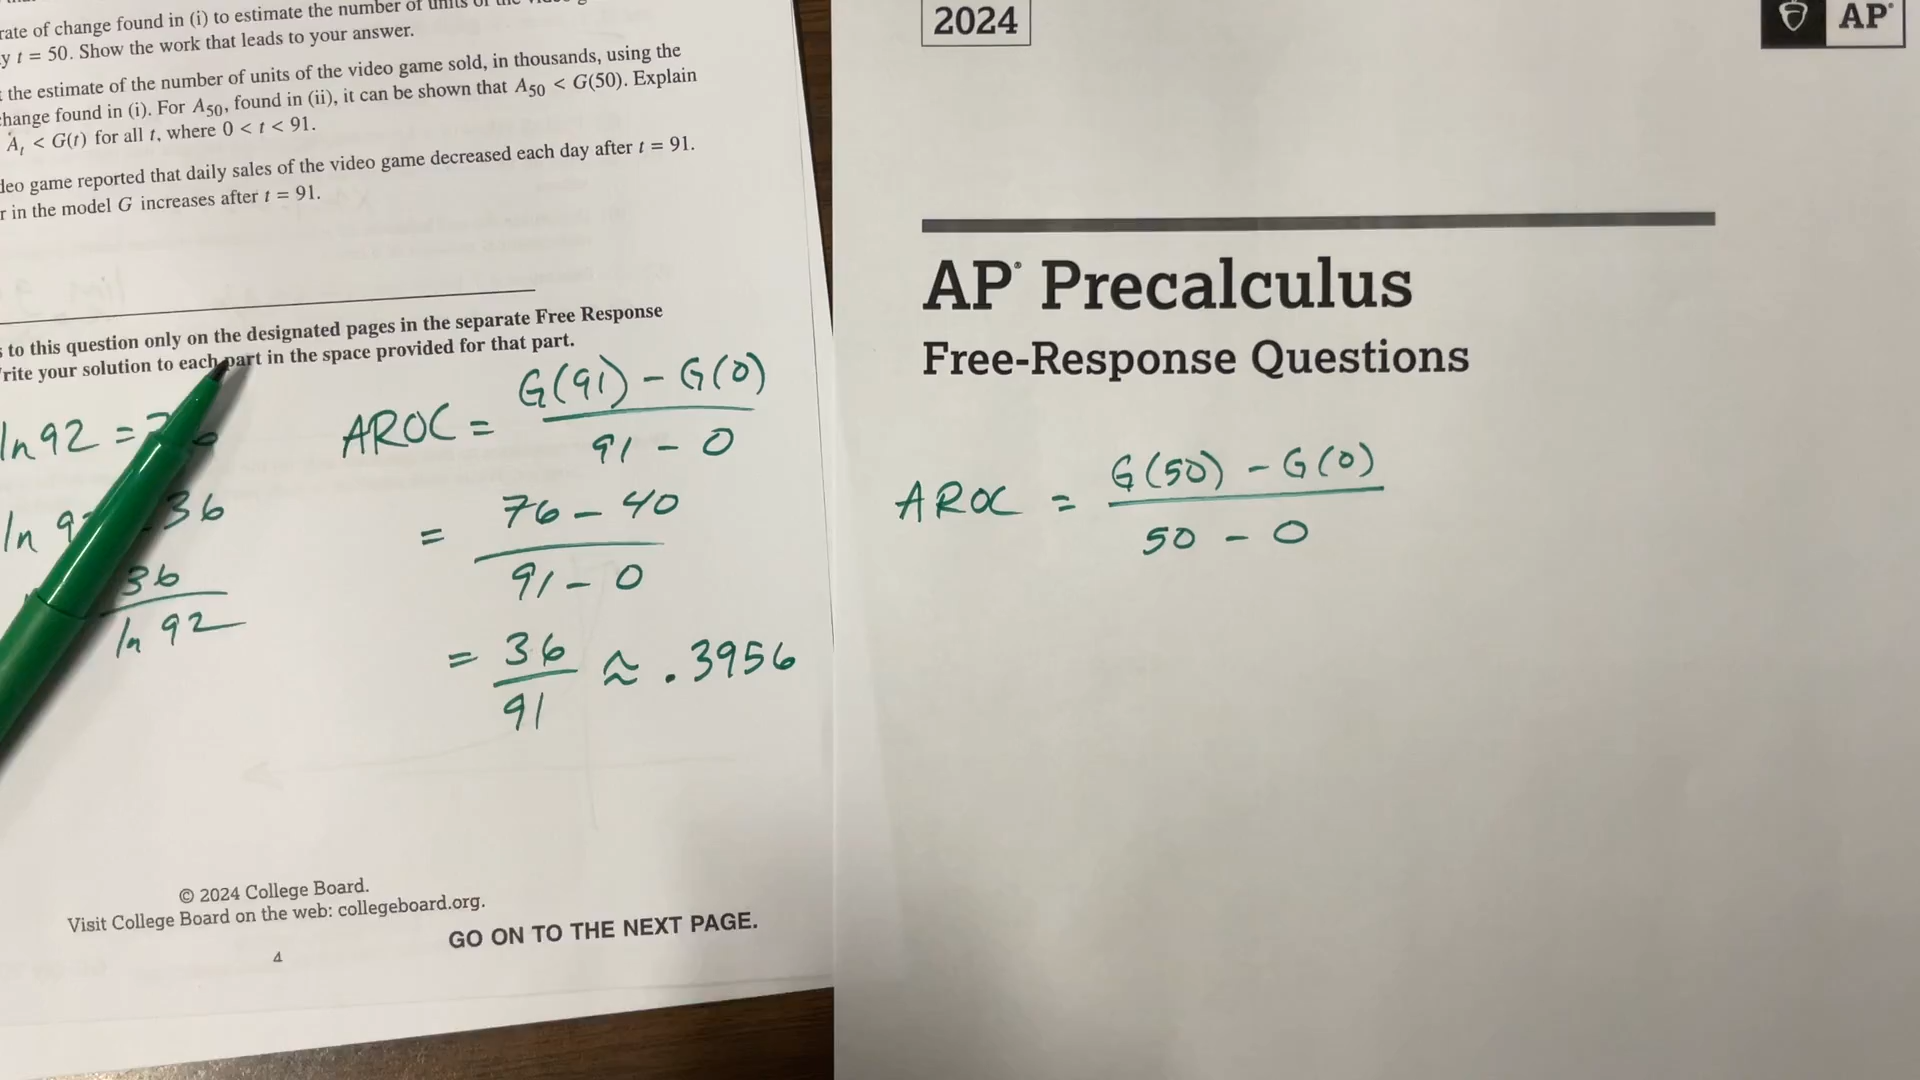 rate of change found in (i) to estimate the number of units of the
y t = 50. Show the work that leads to your answer.
the estimate of the number of units of the video game sold, in thousands, using the
change found in (i). For A50, found in (ii), it can be shown that A50 < G(50). Explain
At < G(t) for all t, where 0 < t < 91.
deo game reported that daily sales of the video game decreased each day after t = 91.
r in the model G increases after t = 91.
s to this question only on the designated pages in the separate Free Response
rite your solution to each part in the space provided for that part.
ln 92 =
ln 9 36
36
ln 92
AROC = G(91) - G(0)
91 - 0
= 76 - 40
91 - 0
= 36 ≈ .3956
91
© 2024 College Board.
Visit College Board on the web: collegeboard.org.
GO ON TO THE NEXT PAGE.
4
2024
AP®
AP® Precalculus
Free-Response Questions
AROC = G(50) - G(0)
50 - 0